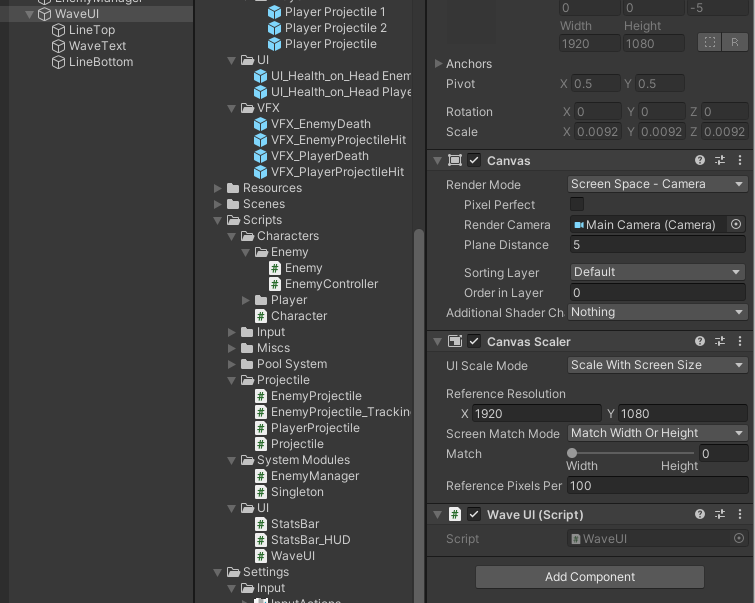 EnemyManager
WaveUI
LineTop
WaveText
LineBottom
Player Projectile 1
Player Projectile 2
Player Projectile
UI
UI_Health_on_Head Enem
UI_Health_on_Head Playe
VFX
VFX_EnemyDeath
VFX_EnemyProjectileHit
VFX_PlayerDeath
VFX_PlayerProjectileHit
Resources
Scenes
Scripts
Characters
Enemy
# Enemy
# EnemyController
Player
# Character
Input
Miscs
Pool System
Projectile
# EnemyProjectile
# EnemyProjectile_Trackin
# PlayerProjectile
# Projectile
System Modules
# EnemyManager
# Singleton
UI
# StatsBar
# StatsBar_HUD
# WaveUI
Settings
Input
InputActions
0 0 -5
Width Height
1920 1080 R
Anchors
Pivot X 0.5 Y 0.5
Rotation X 0 Y 0 Z 0
Scale X 0.0092 Y 0.0092 Z 0.0092
Canvas
Render Mode Screen Space - Camera
Pixel Perfect
Render Camera Main Camera (Camera)
Plane Distance 5
Sorting Layer Default
Order in Layer 0
Additional Shader Ch Nothing
Canvas Scaler
UI Scale Mode Scale With Screen Size
Reference Resolution
X 1920 Y 1080
Screen Match Mode Match Width Or Height
Match 0
Width Height
Reference Pixels Per 100
# Wave UI (Script)
Script # WaveUI
Add Component